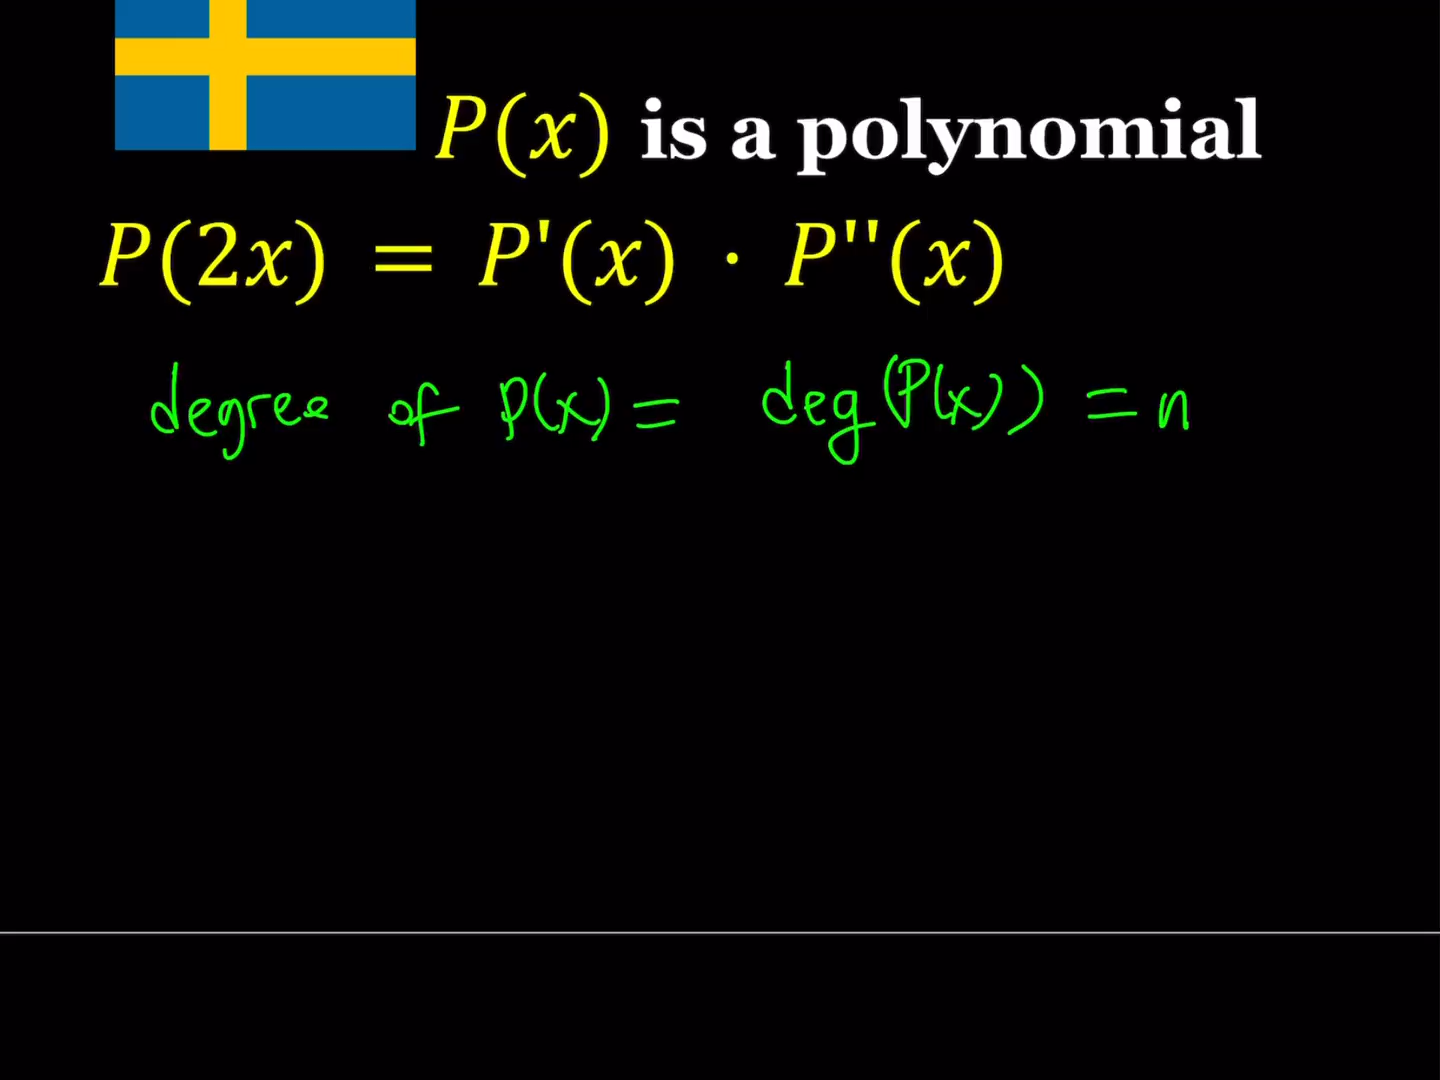 P(x) is a polynomial
P(2x) = P'(x) · P''(x)
degree of P(x) = deg(P(x)) = n